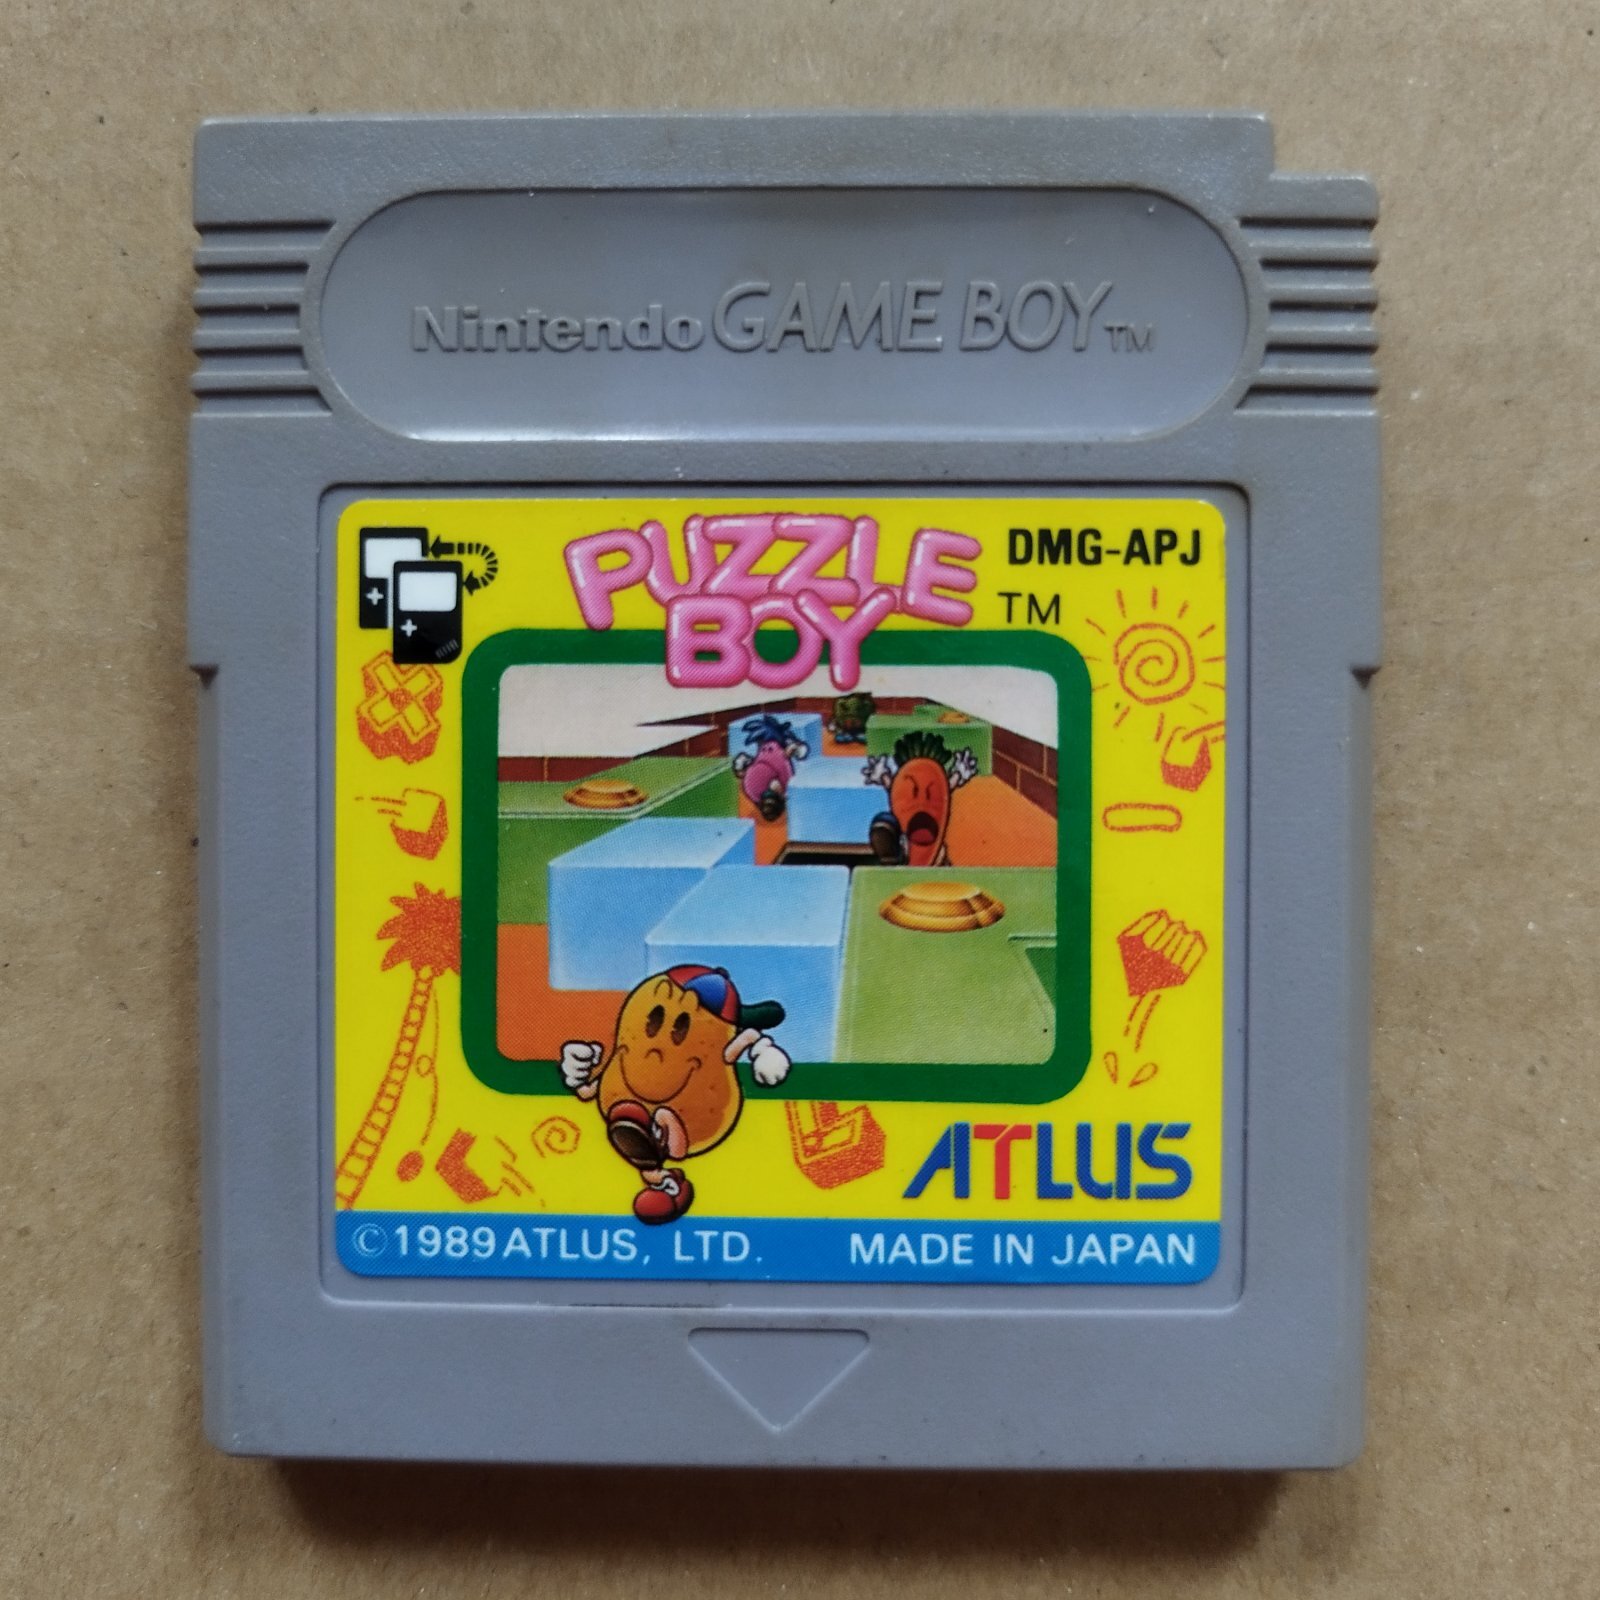 Nintendo GAME BOY TM
PUZZLE
BOY
TM
DMG-APJ
ATLUS
©1989 ATLUS, LTD.
MADE IN JAPAN